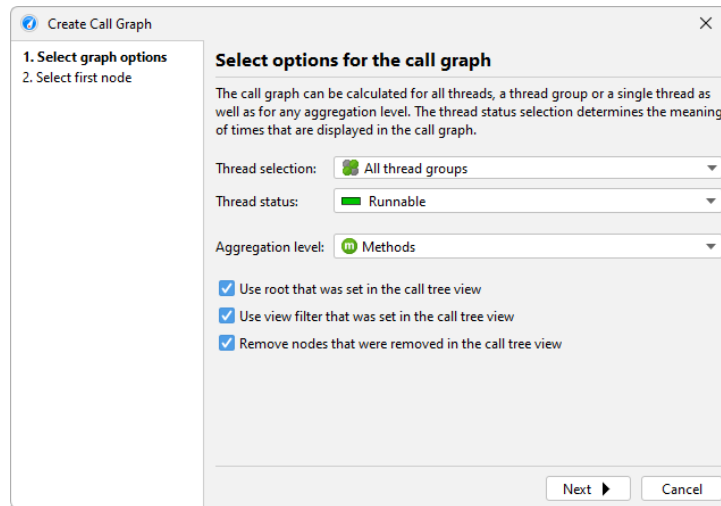 Create Call Graph
1. Select graph options
2. Select first node
Select options for the call graph
The call graph can be calculated for all threads, a thread group or a single thread as
well as for any aggregation level. The thread status selection determines the meaning
of times that are displayed in the call graph.
Thread selection: All thread groups
Thread status: Runnable
Aggregation level: m Methods
Use root that was set in the call tree view
Use view filter that was set in the call tree view
Remove nodes that were removed in the call tree view
Next Cancel